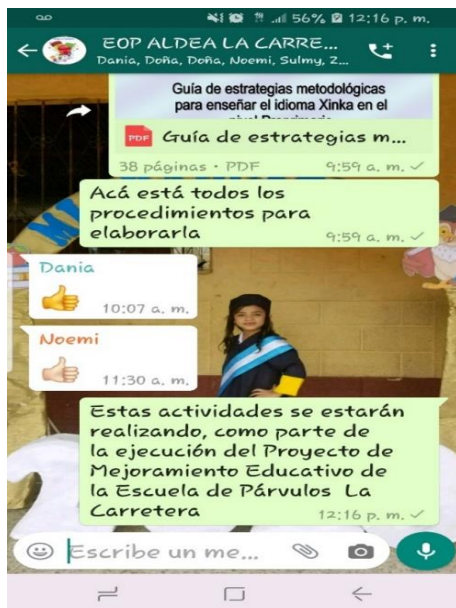 56% 12:16 p. m.
EOP ALDEA LA CARRE...
Dania, Doña, Doña, Noemi, Sulmy, Z...
Guía de estrategias metodológicas
para enseñar el idioma Xinka en el
nivel Preprimario
PDF Guía de estrategias m...
38 páginas • PDF 9:59 a. m.
Acá está todos los
procedimientos para
elaborarla
9:59 a. m.
Dania
10:07 a. m.
Noemi
11:30 a. m.
Estas actividades se estarán
realizando, como parte de
la ejecución del Proyecto de
Mejoramiento Educativo de
la Escuela de Párvulos La
Carretera
12:16 p. m.
Escribe un me...